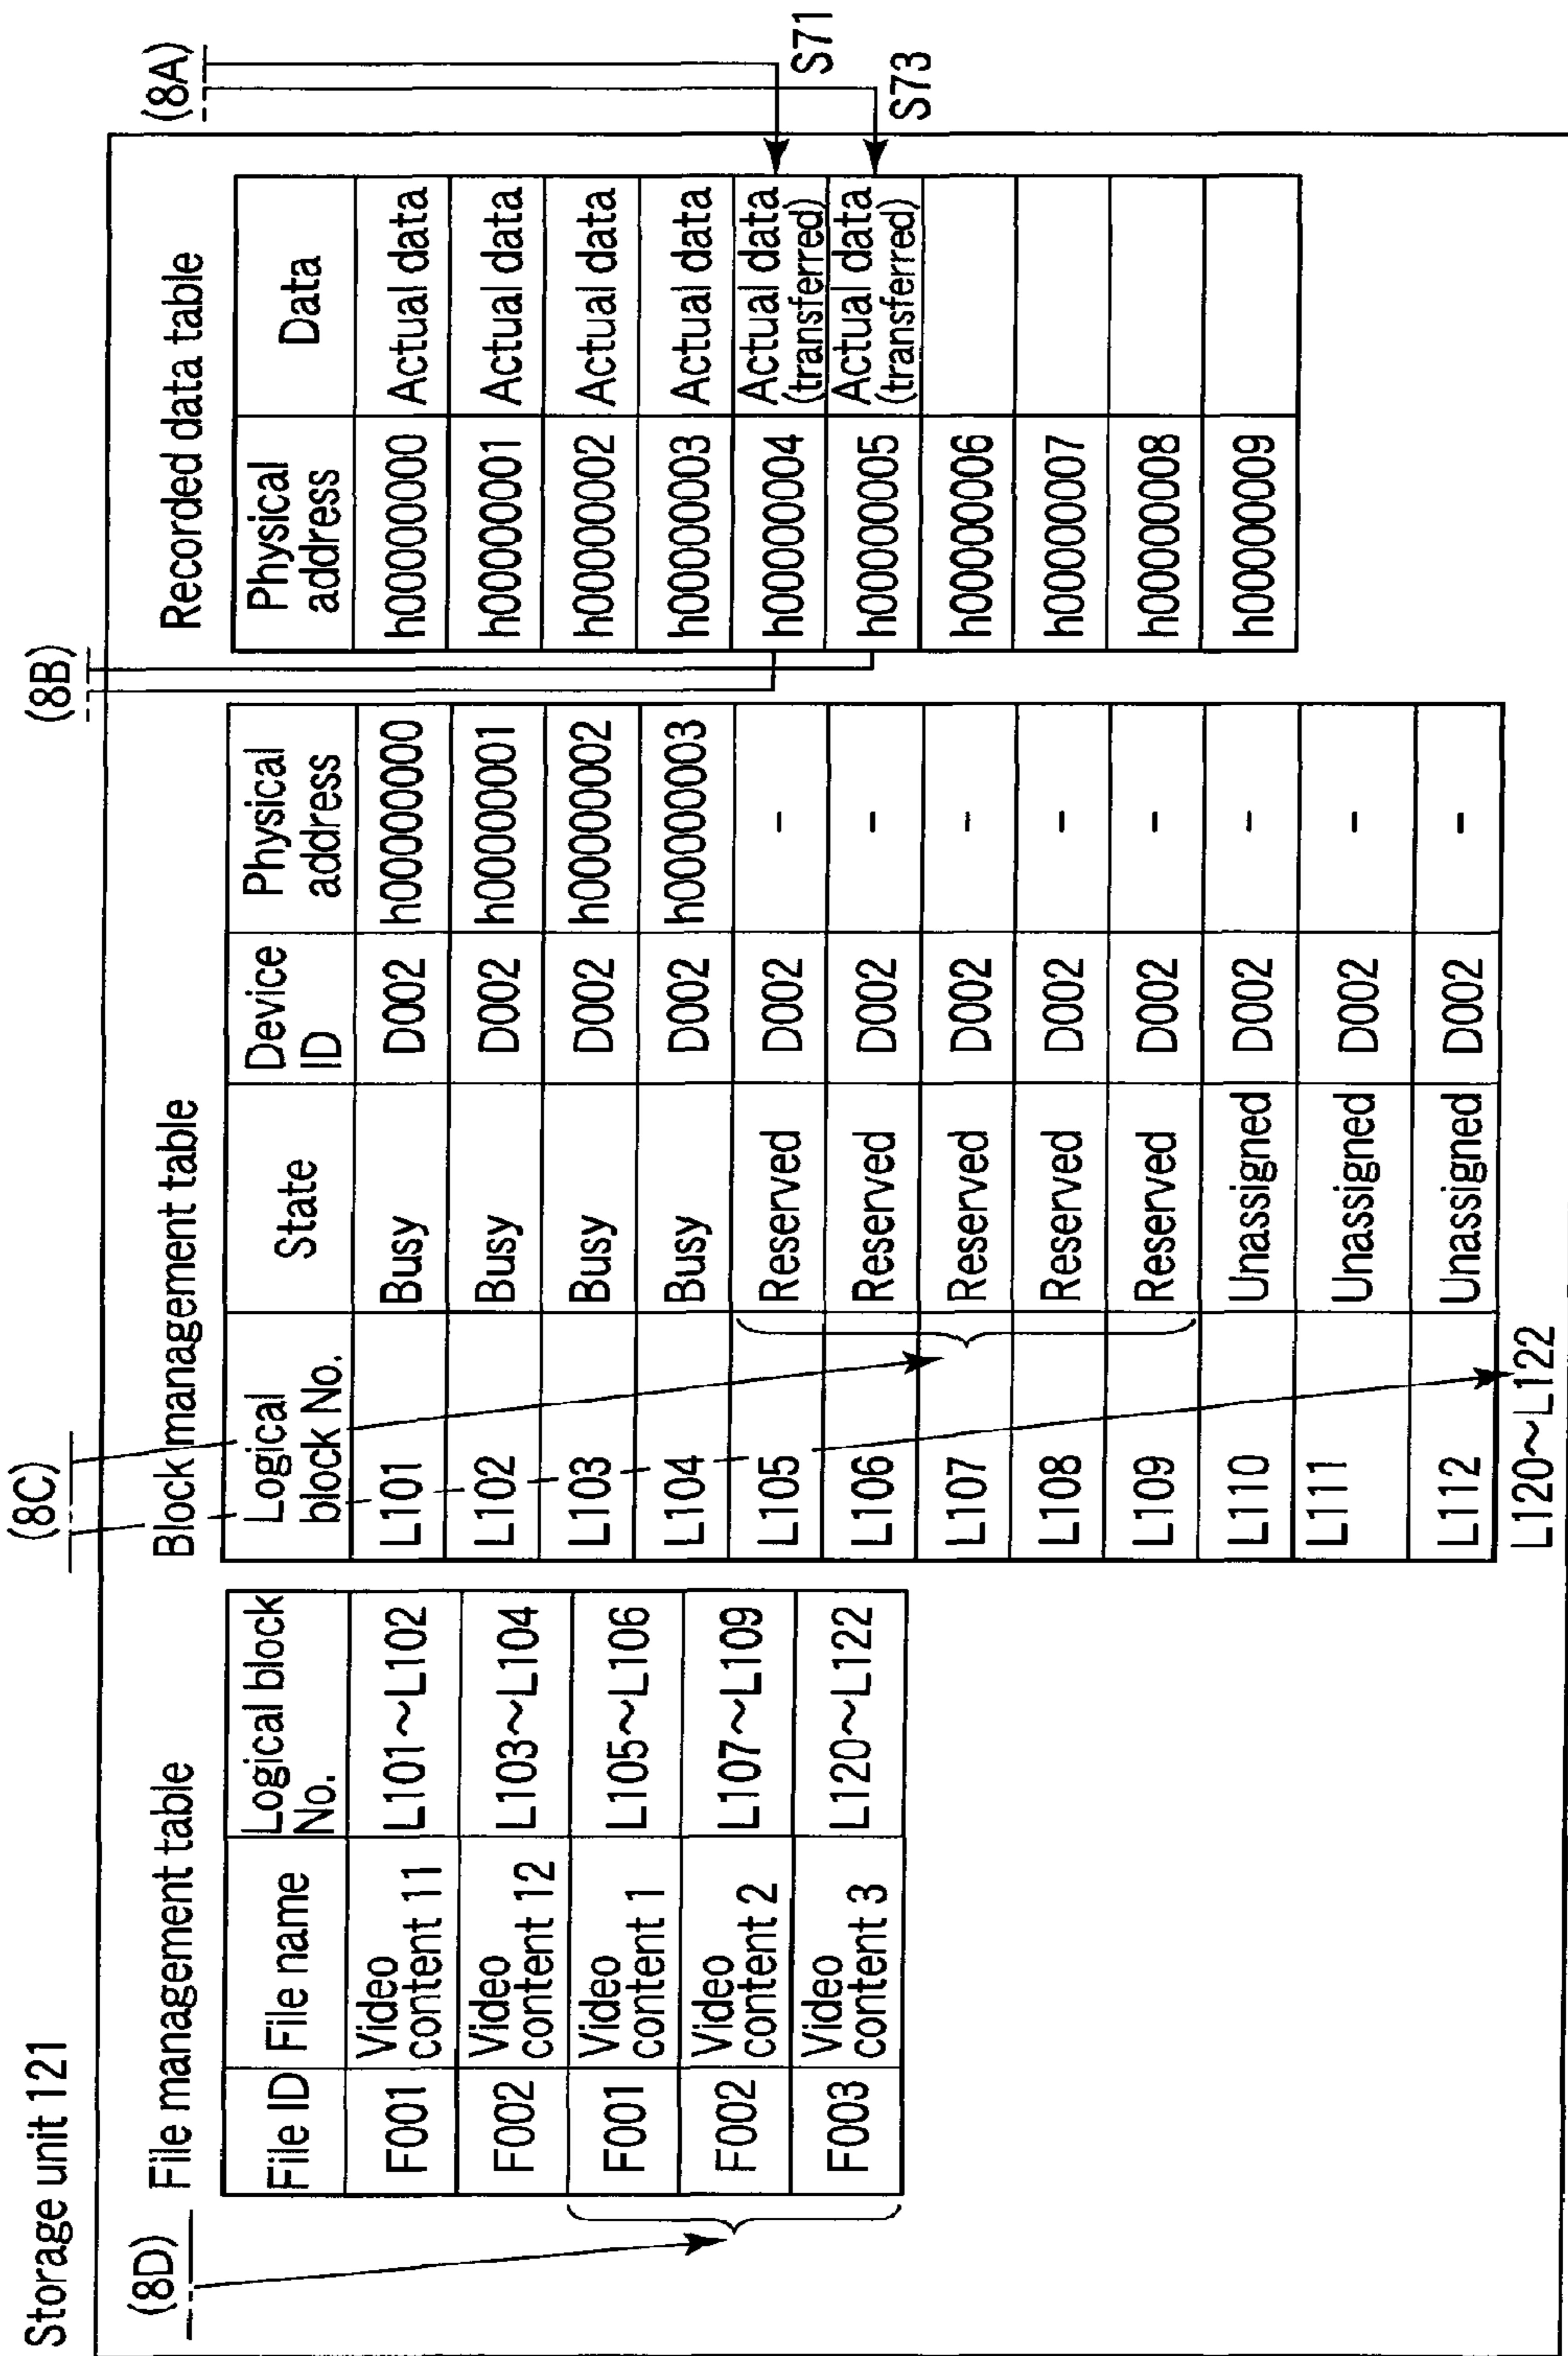 Storage unit 121
(8D)
(8C)
(8B)
(8A)
File management table
File ID File name Logical block No.
F001 Video content 11 L101~L102
F002 Video content 12 L103~L104
F001 Video content 1 L105~L106
F002 Video content 2 L107~L109
F003 Video content 3 L120~L122
Block management table
Logical block No. State Device ID Physical address
L101 Busy D002 h00000000
L102 Busy D002 h00000001
L103 Busy D002 h00000002
L104 Busy D002 h00000003
L105 Reserved D002 -
L106 Reserved D002 -
L107 Reserved D002 -
L108 Reserved D002 -
L109 Reserved D002 -
L110 Unassigned D002 -
L111 Unassigned D002 -
L112 Unassigned D002 -
L120~L122
Recorded data table
Physical address Data
h00000000 Actual data
h00000001 Actual data
h00000002 Actual data
h00000003 Actual data
h00000004 Actual data (transferred)
h00000005 Actual data (transferred)
h00000006
h00000007
h00000008
h00000009
S71
S73